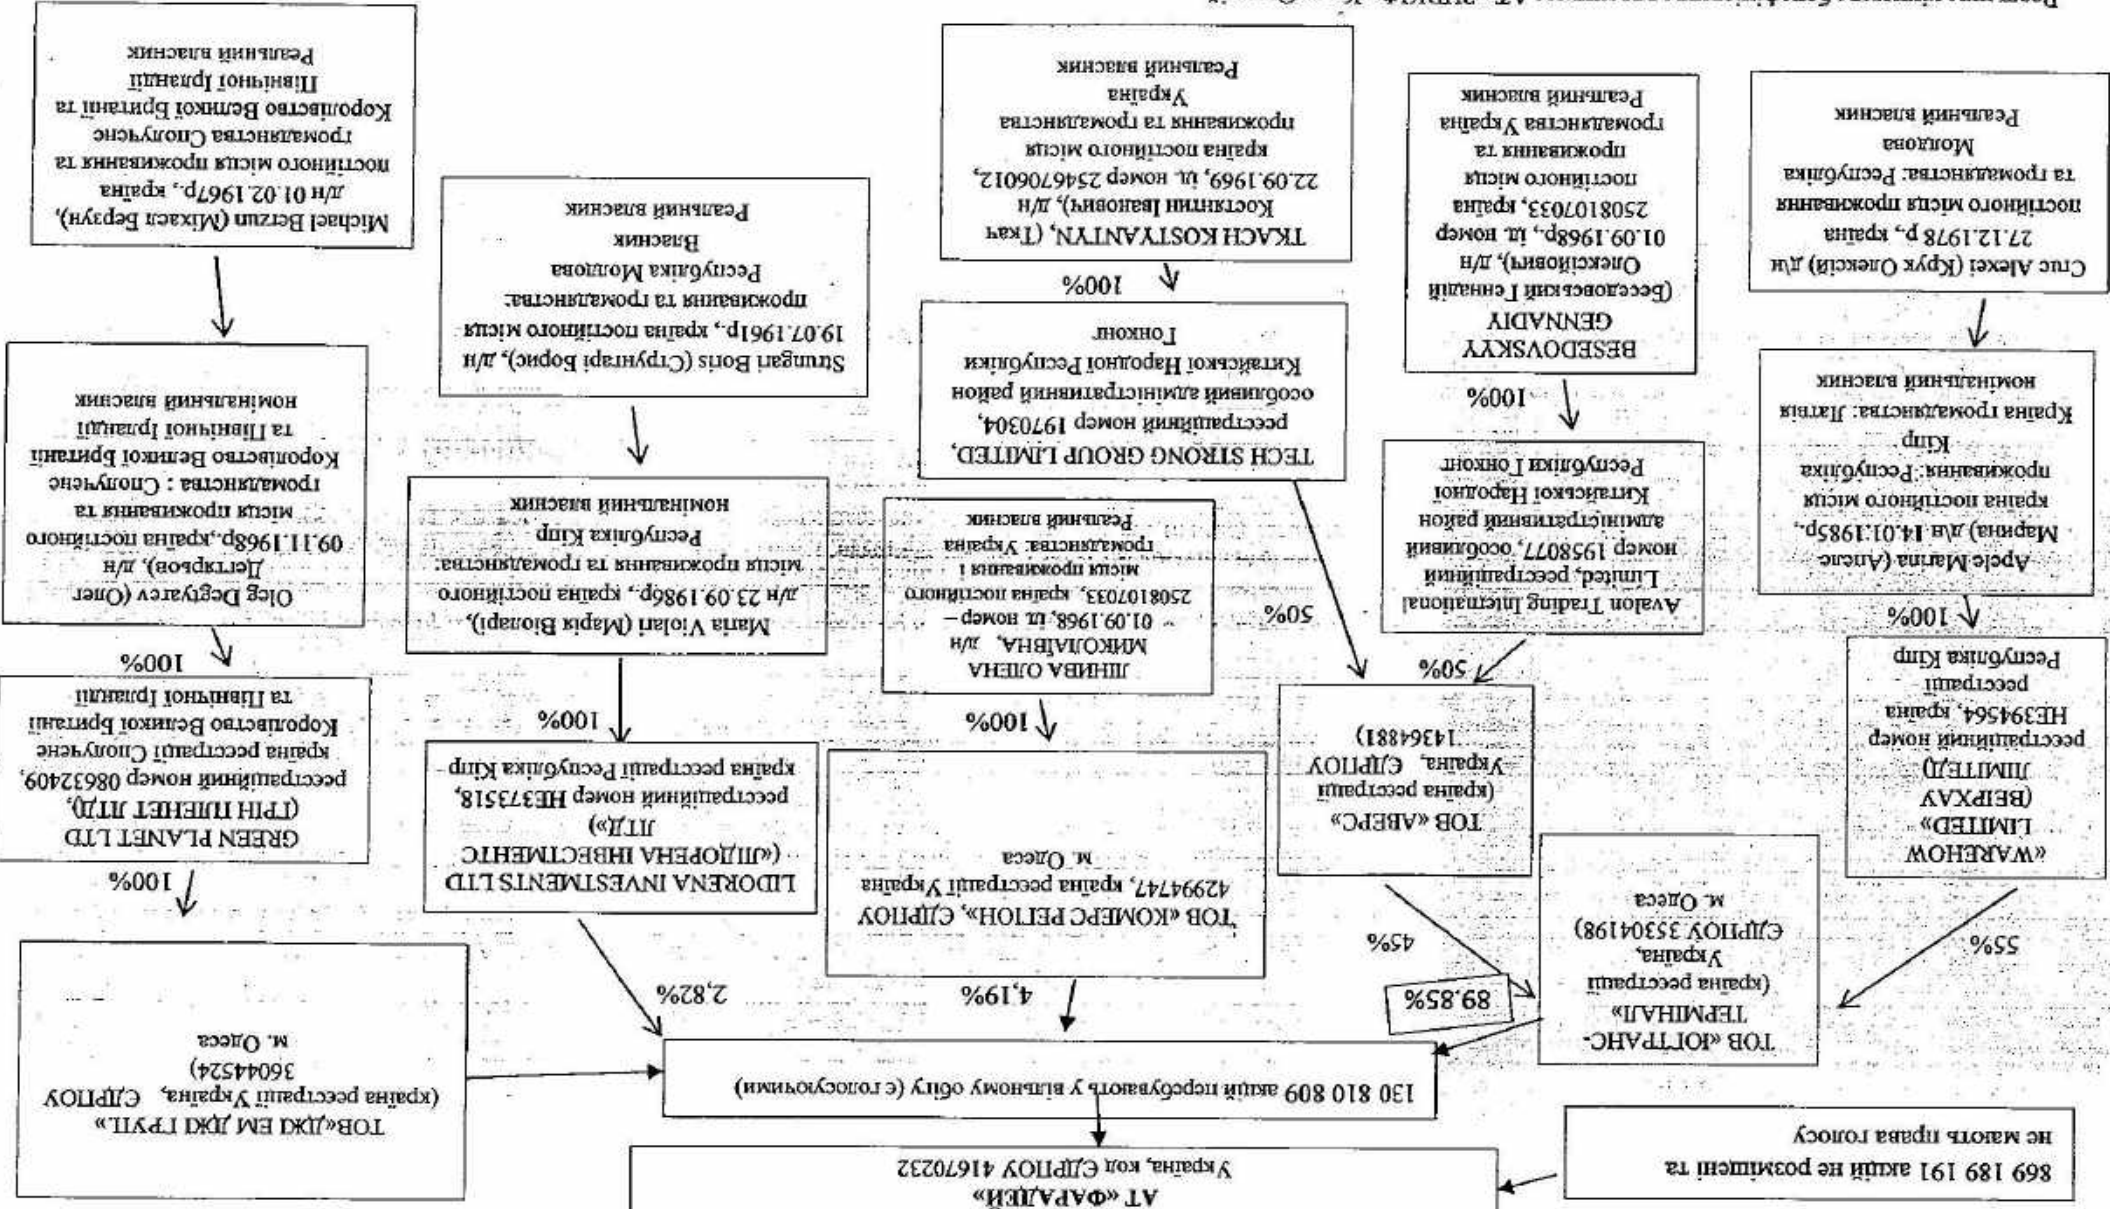 АТ «ФАРАДЕЙ»
Україна, код ЄДРПОУ 41670232
869 189 191 акцій не розміщені та
не мають права голосу
130 810 809 акцій перебувають у вільному обігу (є голосуючими)
ТОВ«ДЖІ ЕМ ДЖІ ГРУП.»
(країна реєстрації Україна, ЄДРПОУ
36044524)
м. Одеса
55%
ТОВ «ЮГТРАНС-
ТЕРМІНАЛ»
(країна реєстрації
Україна,
ЄДРПОУ 35304198)
м. Одеса
89.85%
45%
4,19%
2,82%
100%
«WAREHOW
LIMITED»
(ВЕІРХАУ
ЛІМІТЕД)
реєстраційний номер
НЕ394564, країна
реєстрації
Республіка Кіпр
ТОВ «АВЕРС»
(країна реєстрації
Україна, ЄДРПОУ
14364881)
ТОВ «КОМЕРС РЕГІОН», ЄДРПОУ
42994747, країна реєстрації Україна
м. Одеса
LIDORENA INVESTMENTS LTD
(«ЛІДОРЕНА ІНВЕСТМЕНТС
ЛТД»)
реєстраційний номер НЕ373518,
країна реєстрації Республіка Кіпр
GREEN PLANET LTD
(ГРІН ПЛЕНЕТ ЛТД),
реєстраційний номер 08632409,
країна реєстрації Сполучене
Королівство Великої Британії
та Північної Ірландії
100%
50%
50%
100%
100%
100%
Apele Marina (Апеле
Марина) д/н 14.01.1985р.,
країна постійного місця
проживання: Республіка
Кіпр
Країна громадянства: Латвія
номінальний власник
Avalon Trading International
Limited, реєстраційний
номер 1958077, особливий
адміністративний район
Китайської Народної
Республіки Гонконг
ЛІНИВА ОЛЕНА
МИКОЛАЇВНА, д/н
01.09.1968, ід. номер –
2508107033, країна постійного
місця проживання і
громадянства: Україна
Реальний власник
Maria Violari (Марія Віоларі),
д/н 23.09.1986р., країна постійного
місця проживання та громадянства:
Республіка Кіпр
номінальний власник
Oleg Degtyarev (Олег
Дегтярьов), д/н
09.11.1968р.,країна постійного
місця проживання та
громадянства : Сполучене
Королівство Великої Британії
та Північної Ірландії
номінальний власник
100%
TECH STRONG GROUP LIMITED,
реєстраційний номер 1970304,
особливий адміністративний район
Китайської Народної Республіки
Гонконг
100%
Cruc Alexei (Крук Олексій) д/н
27.12.1978 р., країна
постійного місця проживання
та громадянства: Республіка
Молдова
Реальний власник
BESEDOVSKYY
GENNADIY
(Беседовський Геннадій
Олексійович), д/н
01.09.1968р., ід. номер
2508107033, країна
постійного місця
проживання та
громадянства Україна
Реальний власник
TKACH KOSTYANTYN, (Ткач
Костянтин Іванович), д/н
22.09.1969, ід. номер 2546706012,
країна постійного місця
проживання та громадянства
Україна
Реальний власник
Strungari Boris (Струнгарі Борис), д/н
19.07.1961р., країна постійного місця
проживання та громадянства:
Республіка Молдова
Власник
Реальний власник
Michael Berzun (Міхаєл Берзун),
д/н 01.02.1967р., країна
постійного місця проживання та
громадянства Сполучене
Королівство Великої Британії та
Північної Ірландії
Реальний власник